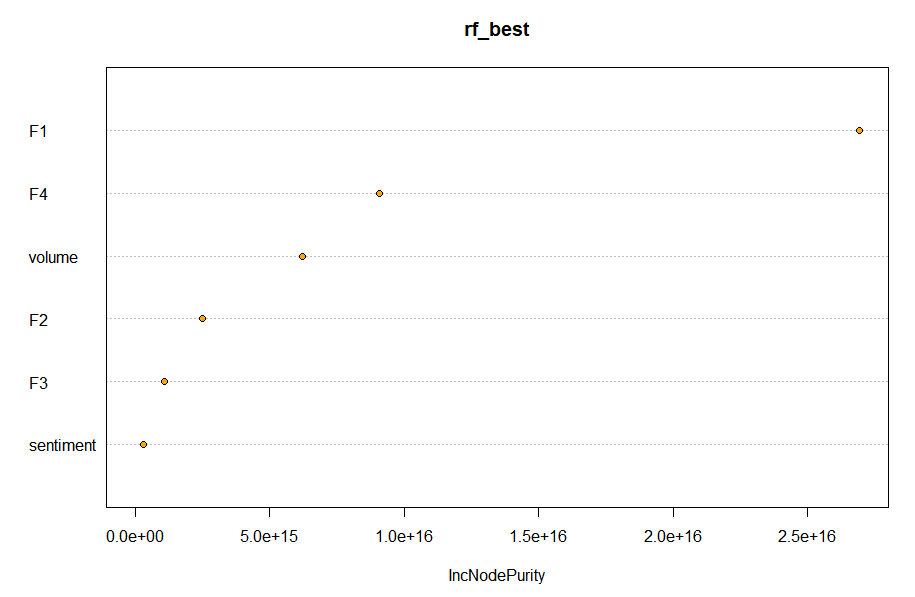 rf_best
F1
F4
volume
F2
F3
sentiment
0.0e+00 5.0e+15 1.0e+16 1.5e+16 2.0e+16 2.5e+16
IncNodePurity